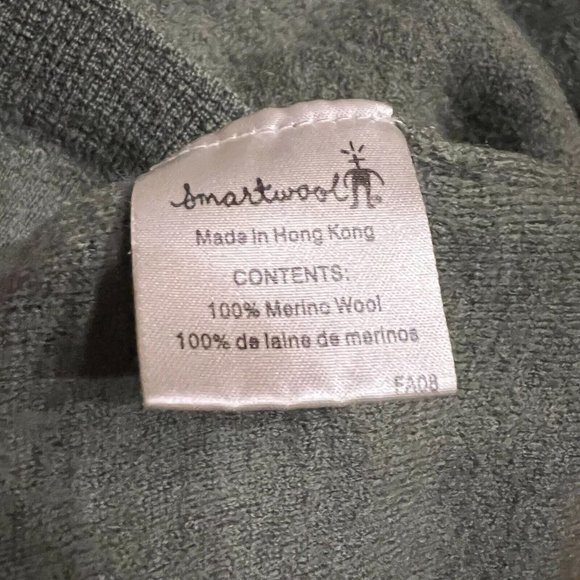 Smartwool
Made in Hong Kong
CONTENTS:
100% Merino Wool
100% de laine de merinos
FA08